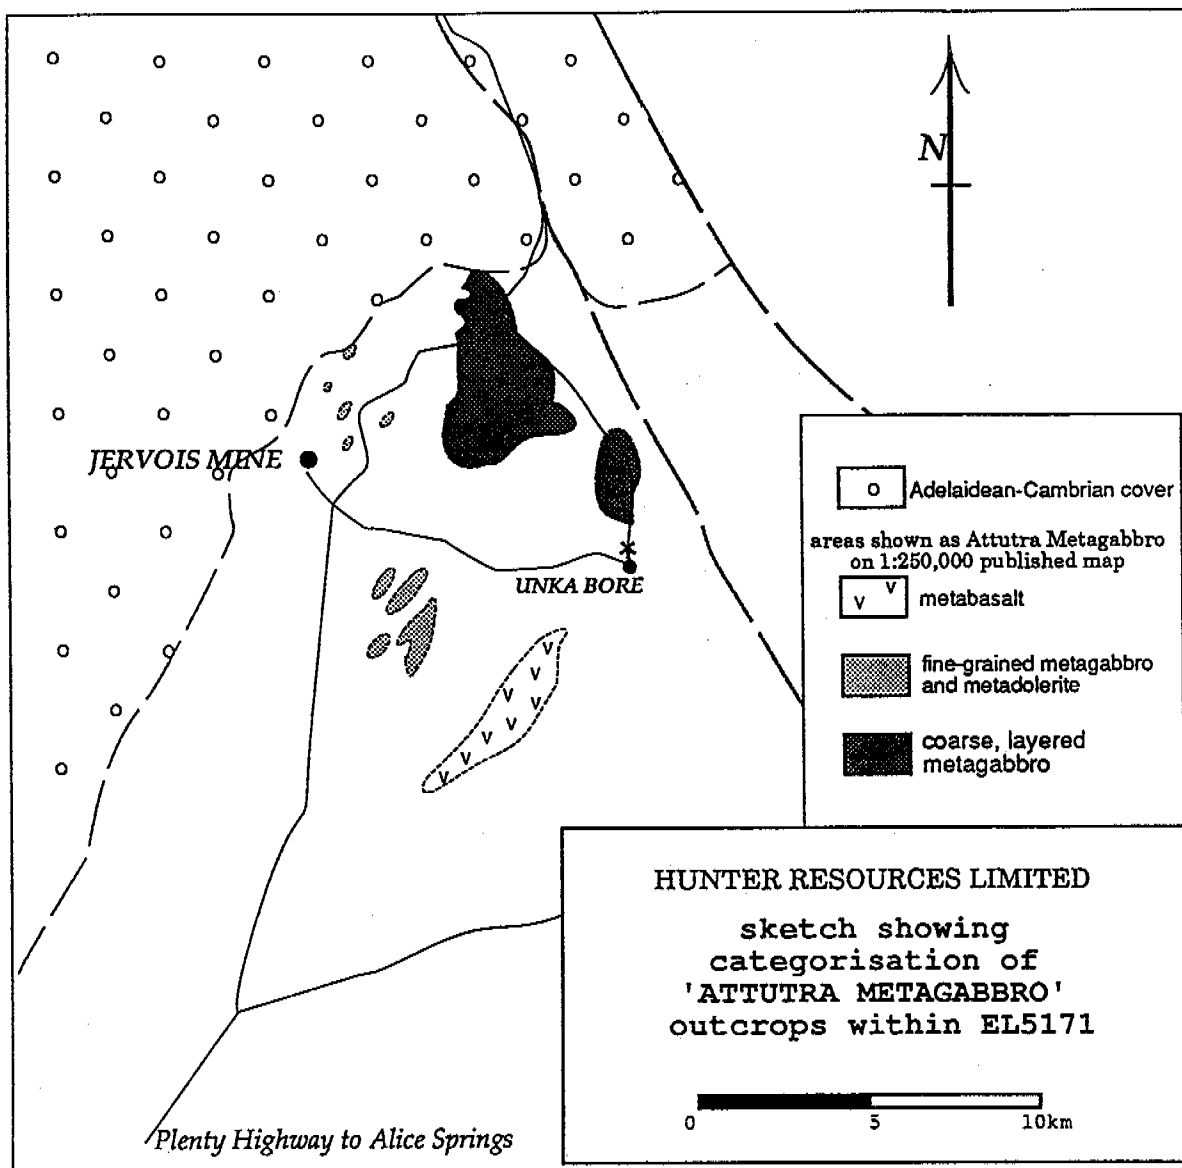 N
JERVOIS MINE
UNKA BORE
Adelaidean-Cambrian cover
areas shown as Attutra Metagabbro
on 1:250,000 published map
v v
metabasalt
fine-grained metagabbro
and metadolerite
coarse, layered
metagabbro
v
v
v
v
v
v
v
v
HUNTER RESOURCES LIMITED
sketch showing
categorisation of
'ATTUTRA METAGABBRO'
outcrops within EL5171
0 5 10km
Plenty Highway to Alice Springs